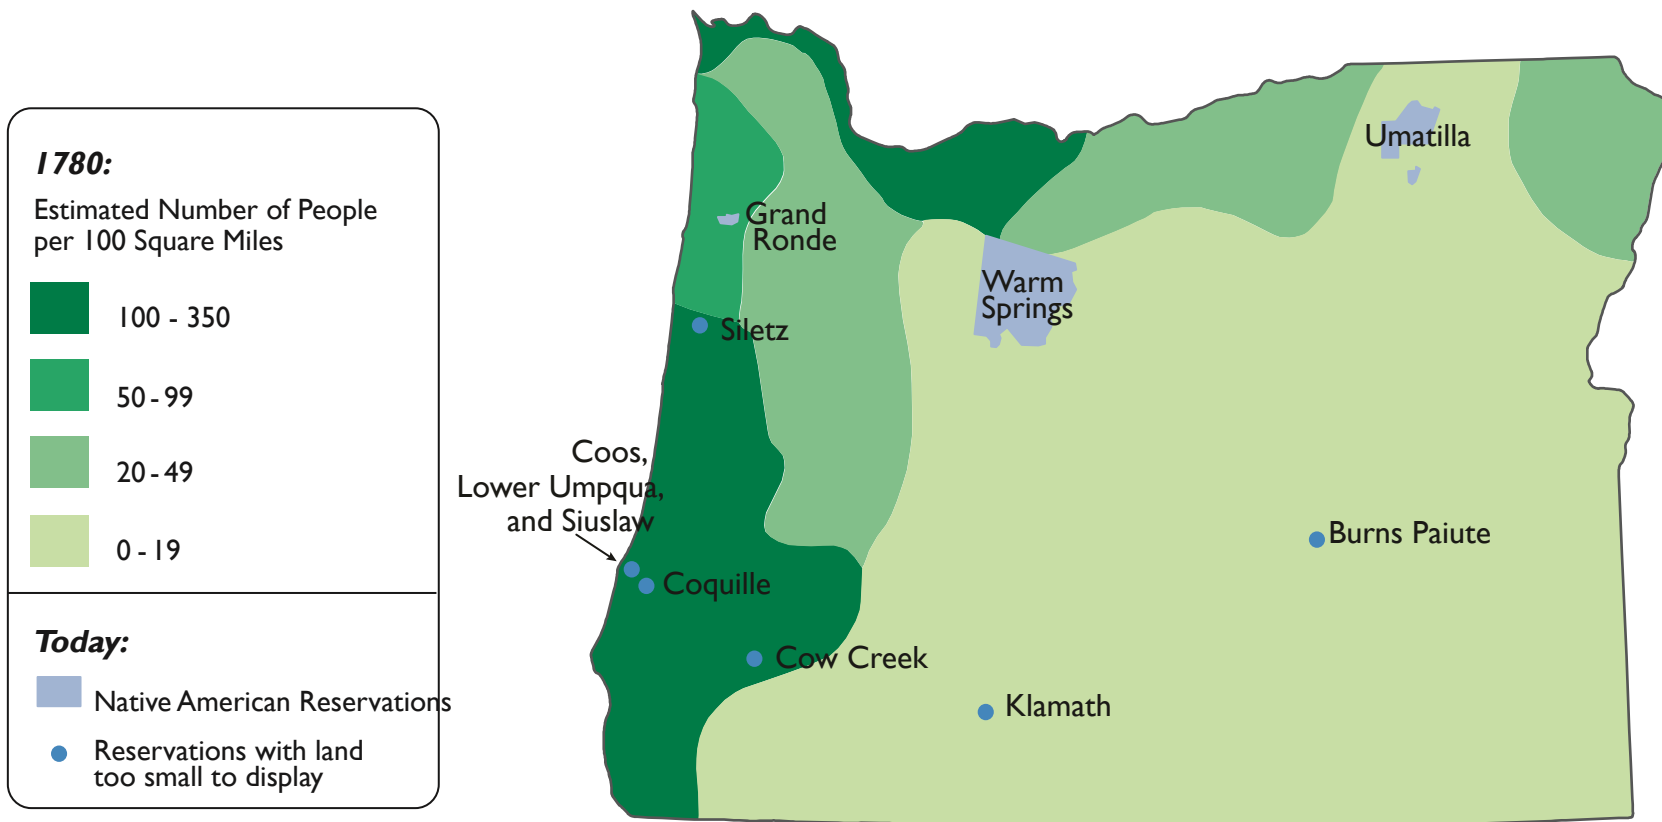 1780:
Estimated Number of People
per 100 Square Miles
100 - 350
50 - 99
20 - 49
0 - 19
Today:
Native American Reservations
Reservations with land
too small to display
Umatilla
Grand
Ronde
Warm
Springs
Siletz
Coos,
Lower Umpqua,
and Siuslaw
Burns Paiute
Coquille
Cow Creek
Klamath